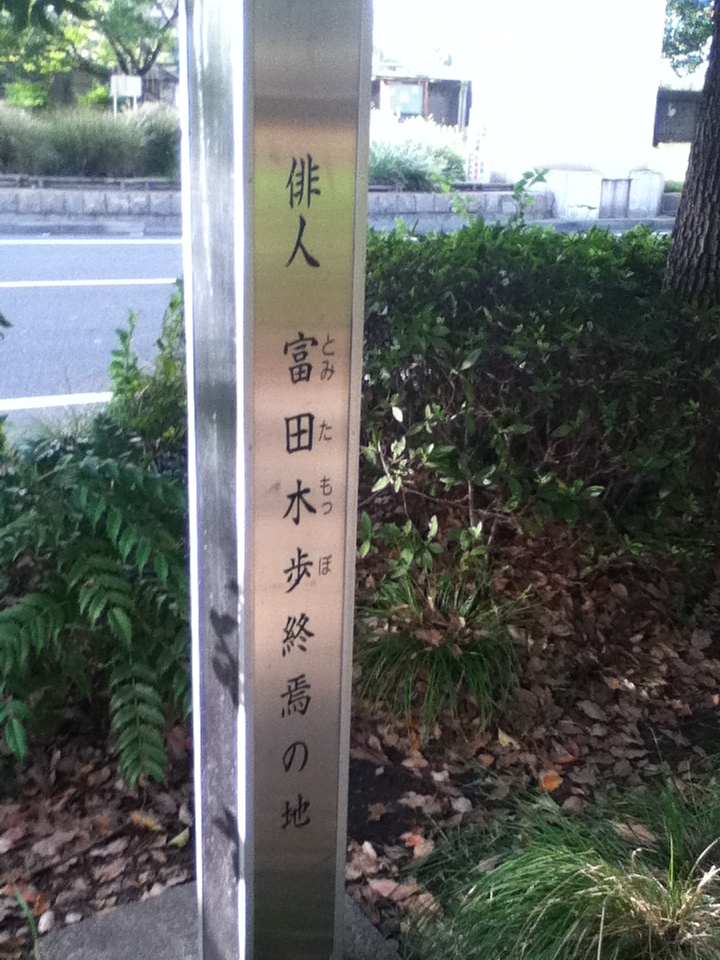 俳人 富田木歩終焉の地
とみ た もっ ぽ